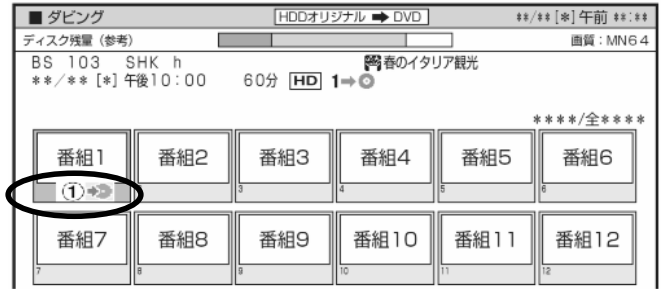 ■ ダビング HDDオリジナル ➡ DVD **/** [*] 午前 **:**
ディスク残量（参考） 画質：MN64
BS 103 SHK h 春のイタリア観光
**/** [*] 午後10:00 60分 HD 1➡
****/全****
番組1 番組2 番組3 番組4 番組5 番組6
① 3 4 5 6
番組7 番組8 番組9 番組10 番組11 番組12
7 8 9 10 11 12